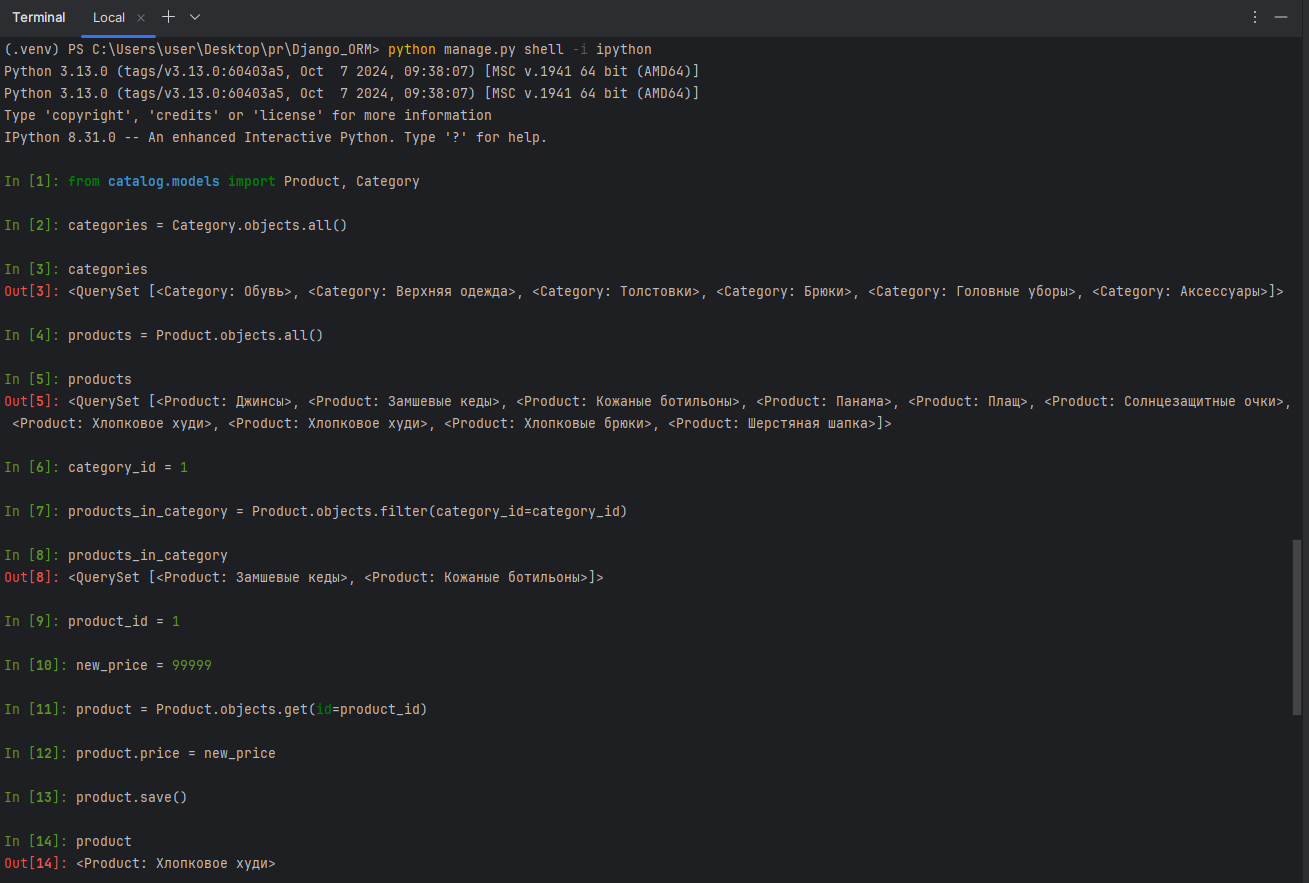 Terminal Local × + ⌄ ⋮ —
(.venv) PS C:\Users\user\Desktop\pr\Django_ORM> python manage.py shell -i ipython
Python 3.13.0 (tags/v3.13.0:60403a5, Oct  7 2024, 09:38:07) [MSC v.1941 64 bit (AMD64)]
Python 3.13.0 (tags/v3.13.0:60403a5, Oct  7 2024, 09:38:07) [MSC v.1941 64 bit (AMD64)]
Type 'copyright', 'credits' or 'license' for more information
IPython 8.31.0 -- An enhanced Interactive Python. Type '?' for help.
In [1]: from catalog.models import Product, Category
In [2]: categories = Category.objects.all()
In [3]: categories
Out[3]: <QuerySet [<Category: Обувь>, <Category: Верхняя одежда>, <Category: Толстовки>, <Category: Брюки>, <Category: Головные уборы>, <Category: Аксессуары>]>
In [4]: products = Product.objects.all()
In [5]: products
Out[5]: <QuerySet [<Product: Джинсы>, <Product: Замшевые кеды>, <Product: Кожаные ботильоны>, <Product: Панама>, <Product: Плащ>, <Product: Солнцезащитные очки>,
<Product: Хлопковое худи>, <Product: Хлопковое худи>, <Product: Хлопковые брюки>, <Product: Шерстяная шапка>]>
In [6]: category_id = 1
In [7]: products_in_category = Product.objects.filter(category_id=category_id)
In [8]: products_in_category
Out[8]: <QuerySet [<Product: Замшевые кеды>, <Product: Кожаные ботильоны>]>
In [9]: product_id = 1
In [10]: new_price = 99999
In [11]: product = Product.objects.get(id=product_id)
In [12]: product.price = new_price
In [13]: product.save()
In [14]: product
Out[14]: <Product: Хлопковое худи>